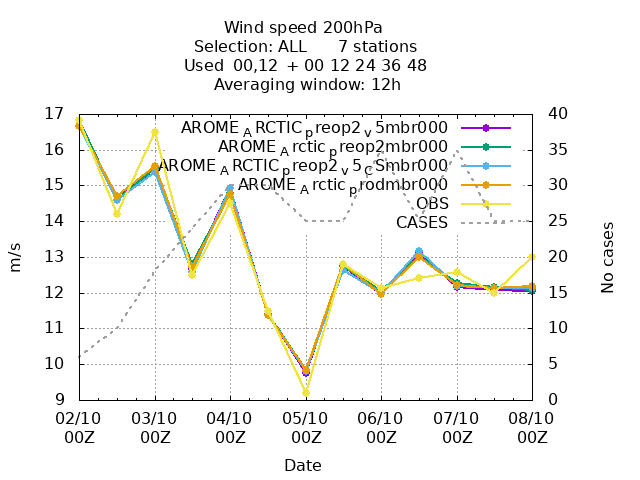 Wind speed 200hPa
Selection: ALL 7 stations
Used 00,12 + 00 12 24 36 48
Averaging window: 12h
17 40
AROME_ARCTIC_preop2_v5mbr000
AROME_Arctic_preop2mbr000
16 35
AROME_ARCTIC_preop2_v5_CSmbr000
15 30
AROME_Arctic_prodmbr000
OBS
14 25
CASES
13 20
m/s
No cases
12 15
11 10
10 5
9 0
02/10 03/10 04/10 05/10 06/10 07/10 08/10
00Z 00Z 00Z 00Z 00Z 00Z 00Z
Date